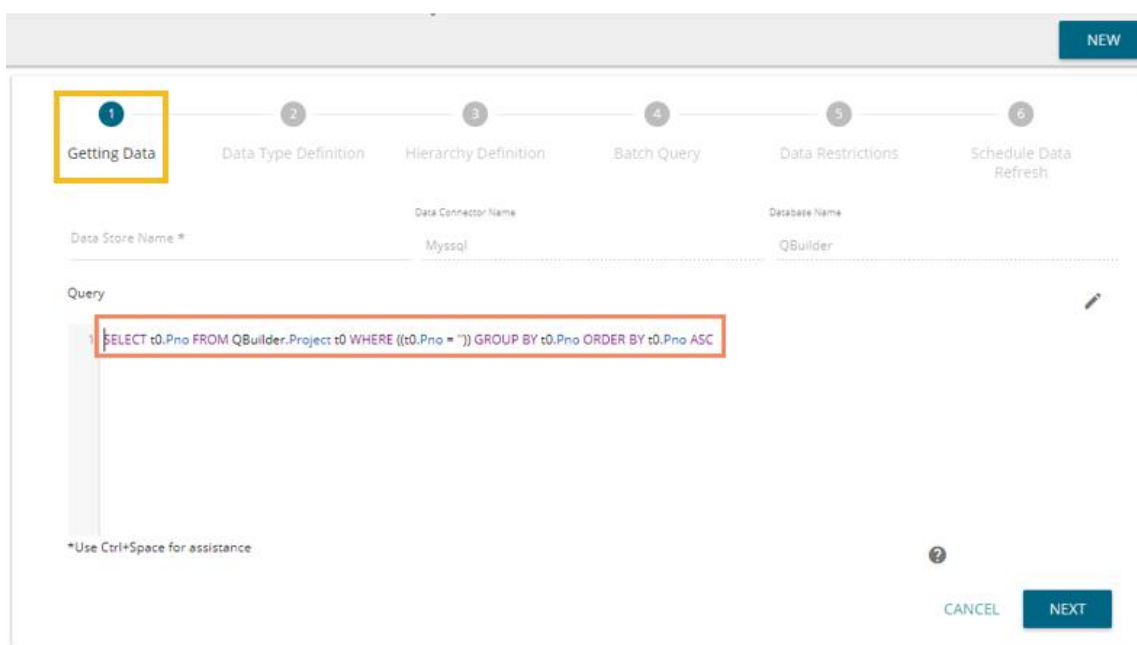 NEW
1 2 3 4 5 6
Getting Data Data Type Definition Hierarchy Definition Batch Query Data Restrictions Schedule Data
Refresh
Data Connector Name Database Name
Data Store Name * Myssql QBuilder
Query
1 SELECT t0.Pno FROM QBuilder.Project t0 WHERE ((t0.Pno = '')) GROUP BY t0.Pno ORDER BY t0.Pno ASC
*Use Ctrl+Space for assistance
?
CANCEL NEXT